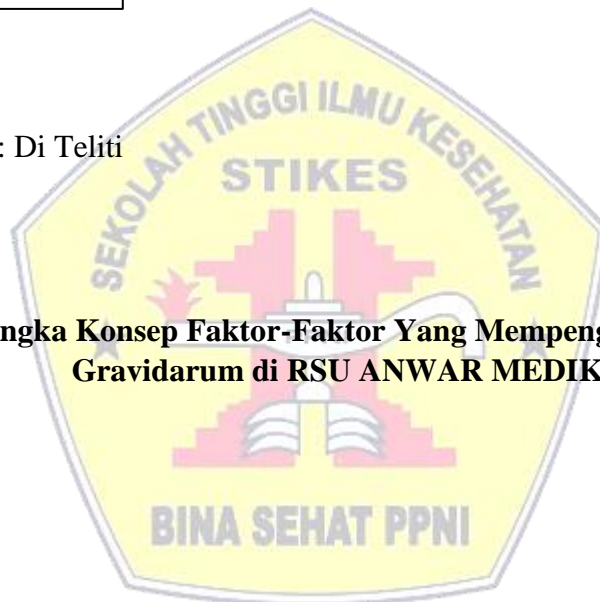 : Di Teliti
SEKOLAH TINGGI ILMU KESEHATAN
STIKES
ngka Konsep Faktor-Faktor Yang Mempeng
Gravidarum di RSU ANWAR MEDIK
BINA SEHAT PPNI